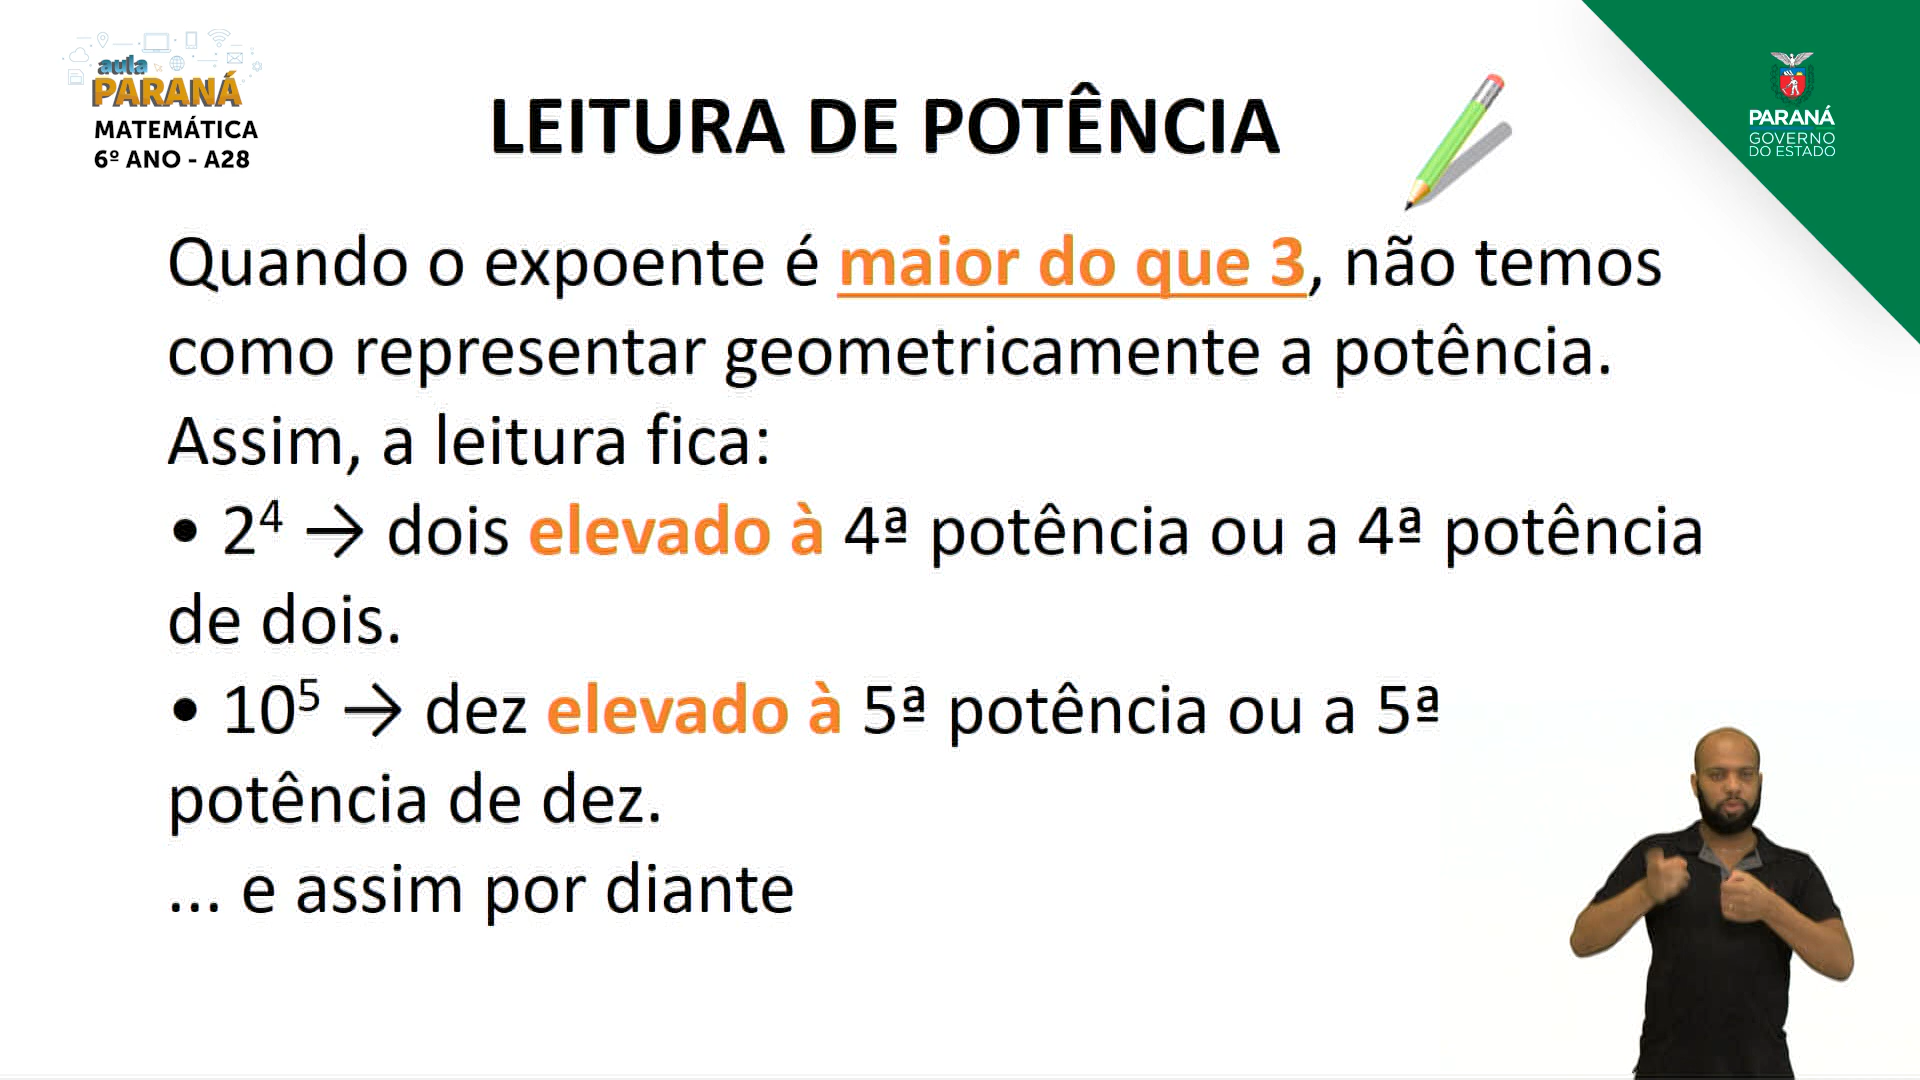 aula
PARANÁ
MATEMÁTICA
6º ANO - A28
LEITURA DE POTÊNCIA
PARANÁ
GOVERNO
DO ESTADO
Quando o expoente é maior do que 3, não temos
como representar geometricamente a potência.
Assim, a leitura fica:
• 2⁴ → dois elevado à 4ª potência ou a 4ª potência
de dois.
• 10⁵ → dez elevado à 5ª potência ou a 5ª
potência de dez.
... e assim por diante